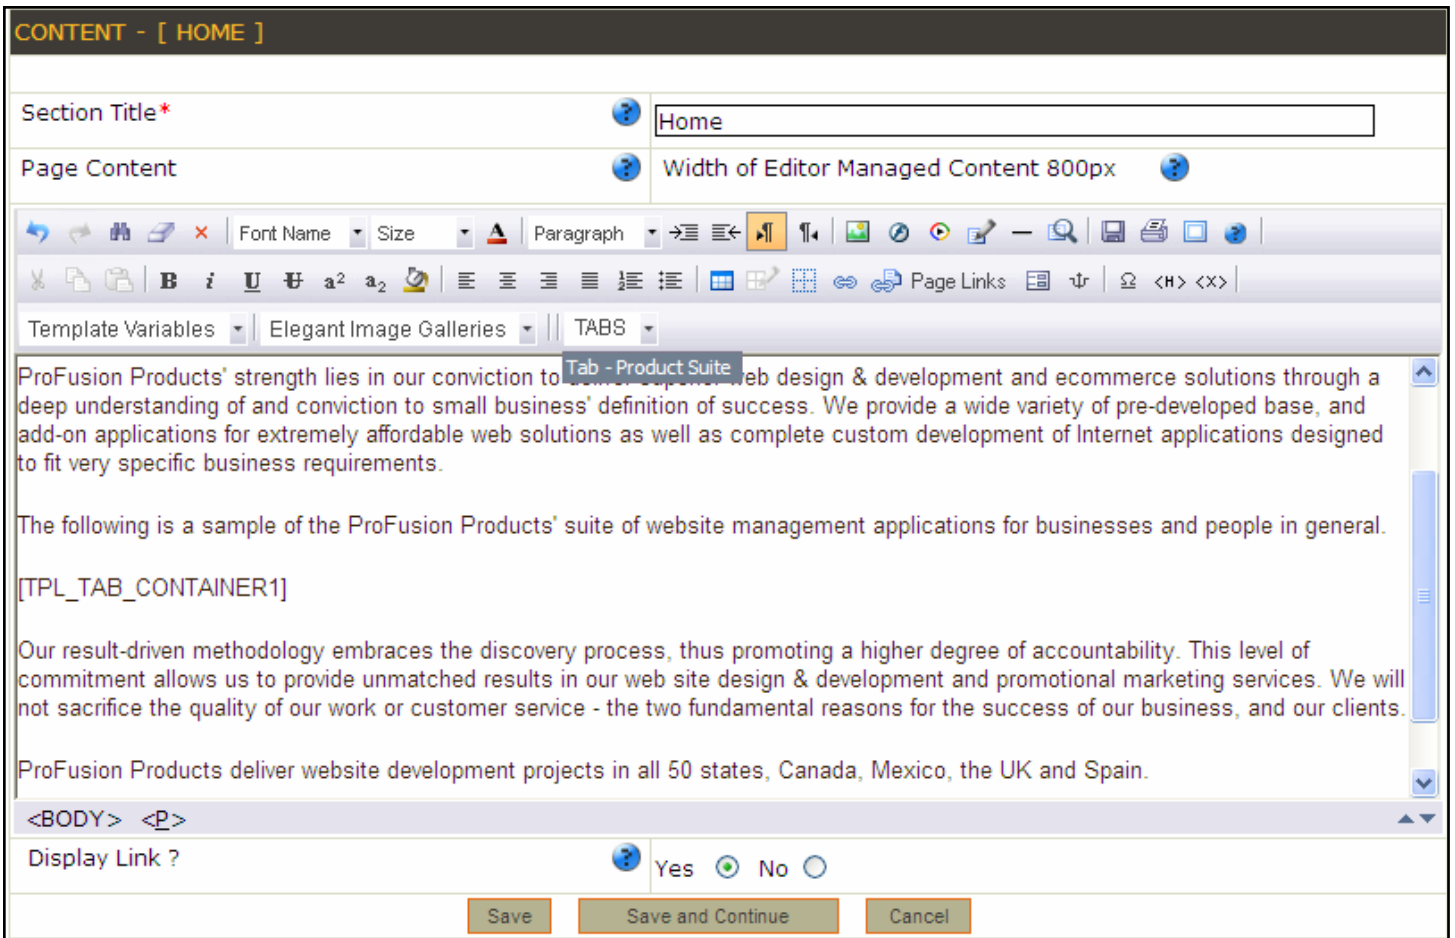 CONTENT - [ HOME ]
Section Title*
Home
Page Content
Width of Editor Managed Content 800px
Font Name Size A Paragraph
B i U U a² a₂ Page Links Ω <H> <X>
Template Variables Elegant Image Galleries TABS
Tab - Product Suite
ProFusion Products' strength lies in our conviction to web design & development and ecommerce solutions through a
deep understanding of and conviction to small business' definition of success. We provide a wide variety of pre-developed base, and
add-on applications for extremely affordable web solutions as well as complete custom development of Internet applications designed
to fit very specific business requirements.
The following is a sample of the ProFusion Products' suite of website management applications for businesses and people in general.
[TPL_TAB_CONTAINER1]
Our result-driven methodology embraces the discovery process, thus promoting a higher degree of accountability. This level of
commitment allows us to provide unmatched results in our web site design & development and promotional marketing services. We will
not sacrifice the quality of our work or customer service - the two fundamental reasons for the success of our business, and our clients.
ProFusion Products deliver website development projects in all 50 states, Canada, Mexico, the UK and Spain.
<BODY> <P>
Display Link ?
Yes No
Save Save and Continue Cancel